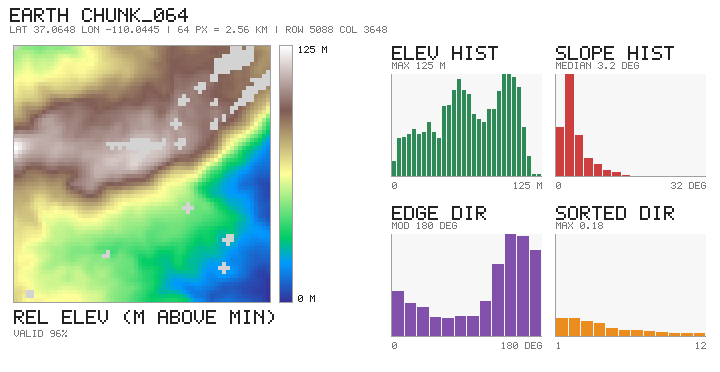 EARTH CHUNK_064
LAT 37.0648 LON -110.0445 | 64 PX = 2.56 KM | ROW 5088 COL 3648
125 M
0 M
REL ELEV (M ABOVE MIN)
VALID 96%
ELEV HIST
MAX 125 M
0 125 M
SLOPE HIST
MEDIAN 3.2 DEG
0 32 DEG
EDGE DIR
MOD 180 DEG
0 180 DEG
SORTED DIR
MAX 0.18
1 12